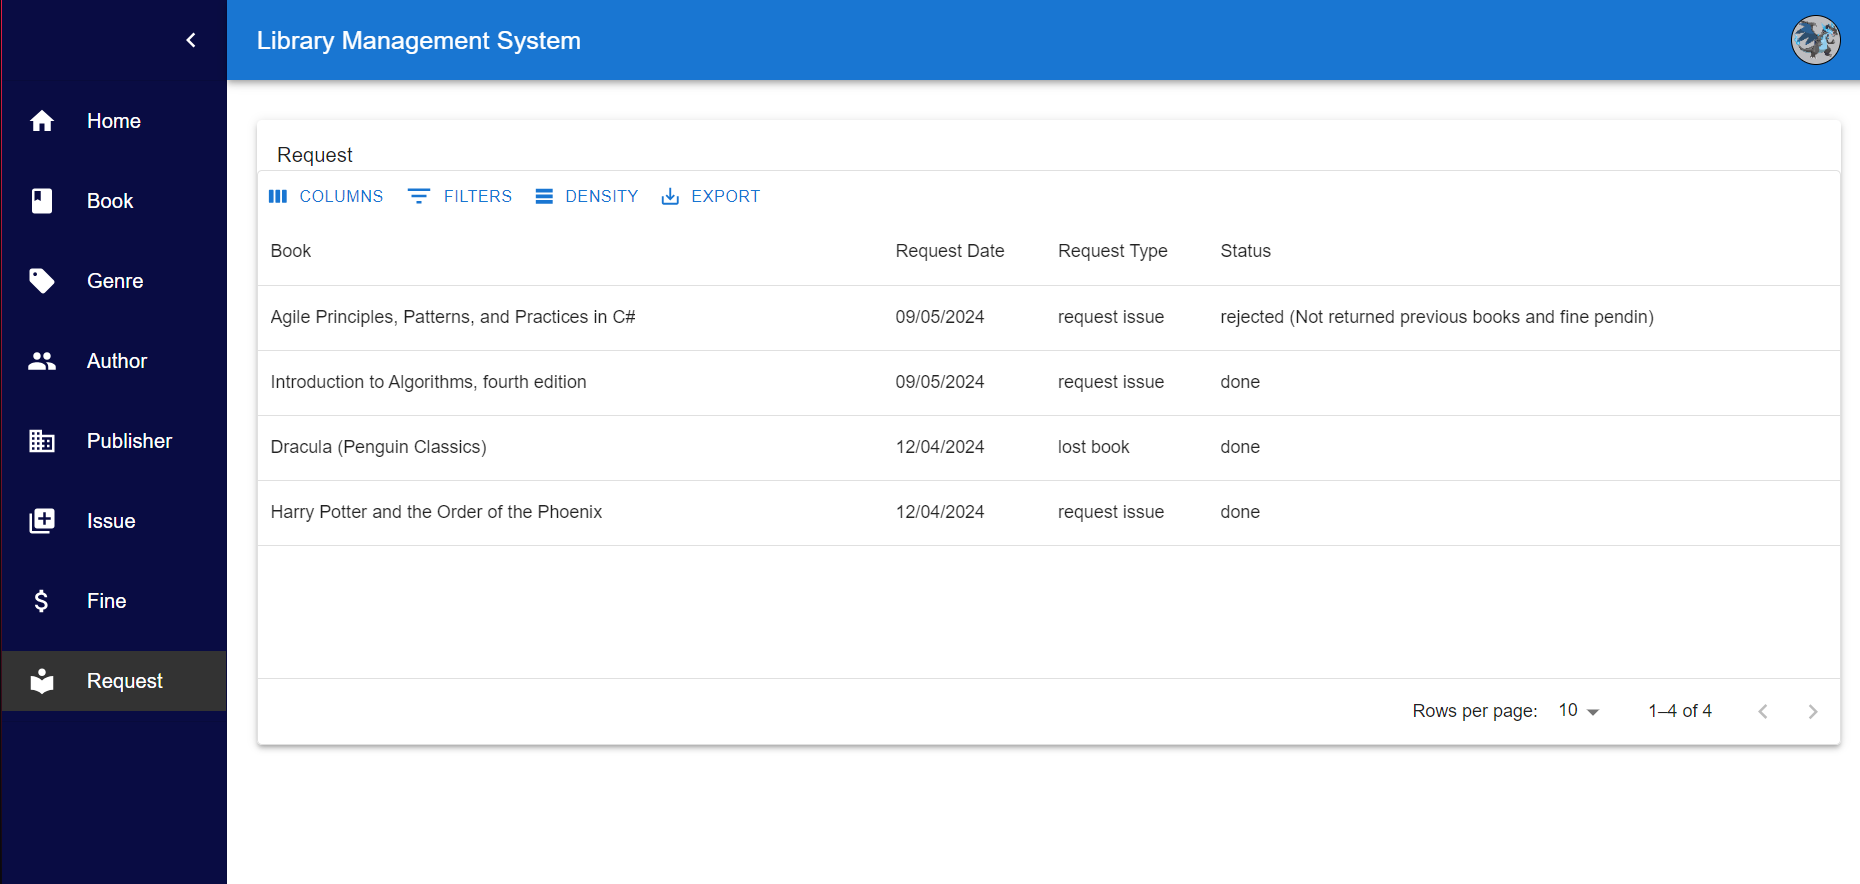 Library Management System
Home
Book
Genre
Author
Publisher
Issue
Fine
Request
Request
COLUMNS FILTERS DENSITY EXPORT
Book Request Date Request Type Status
Agile Principles, Patterns, and Practices in C# 09/05/2024 request issue rejected (Not returned previous books and fine pendin)
Introduction to Algorithms, fourth edition 09/05/2024 request issue done
Dracula (Penguin Classics) 12/04/2024 lost book done
Harry Potter and the Order of the Phoenix 12/04/2024 request issue done
Rows per page: 10 1–4 of 4